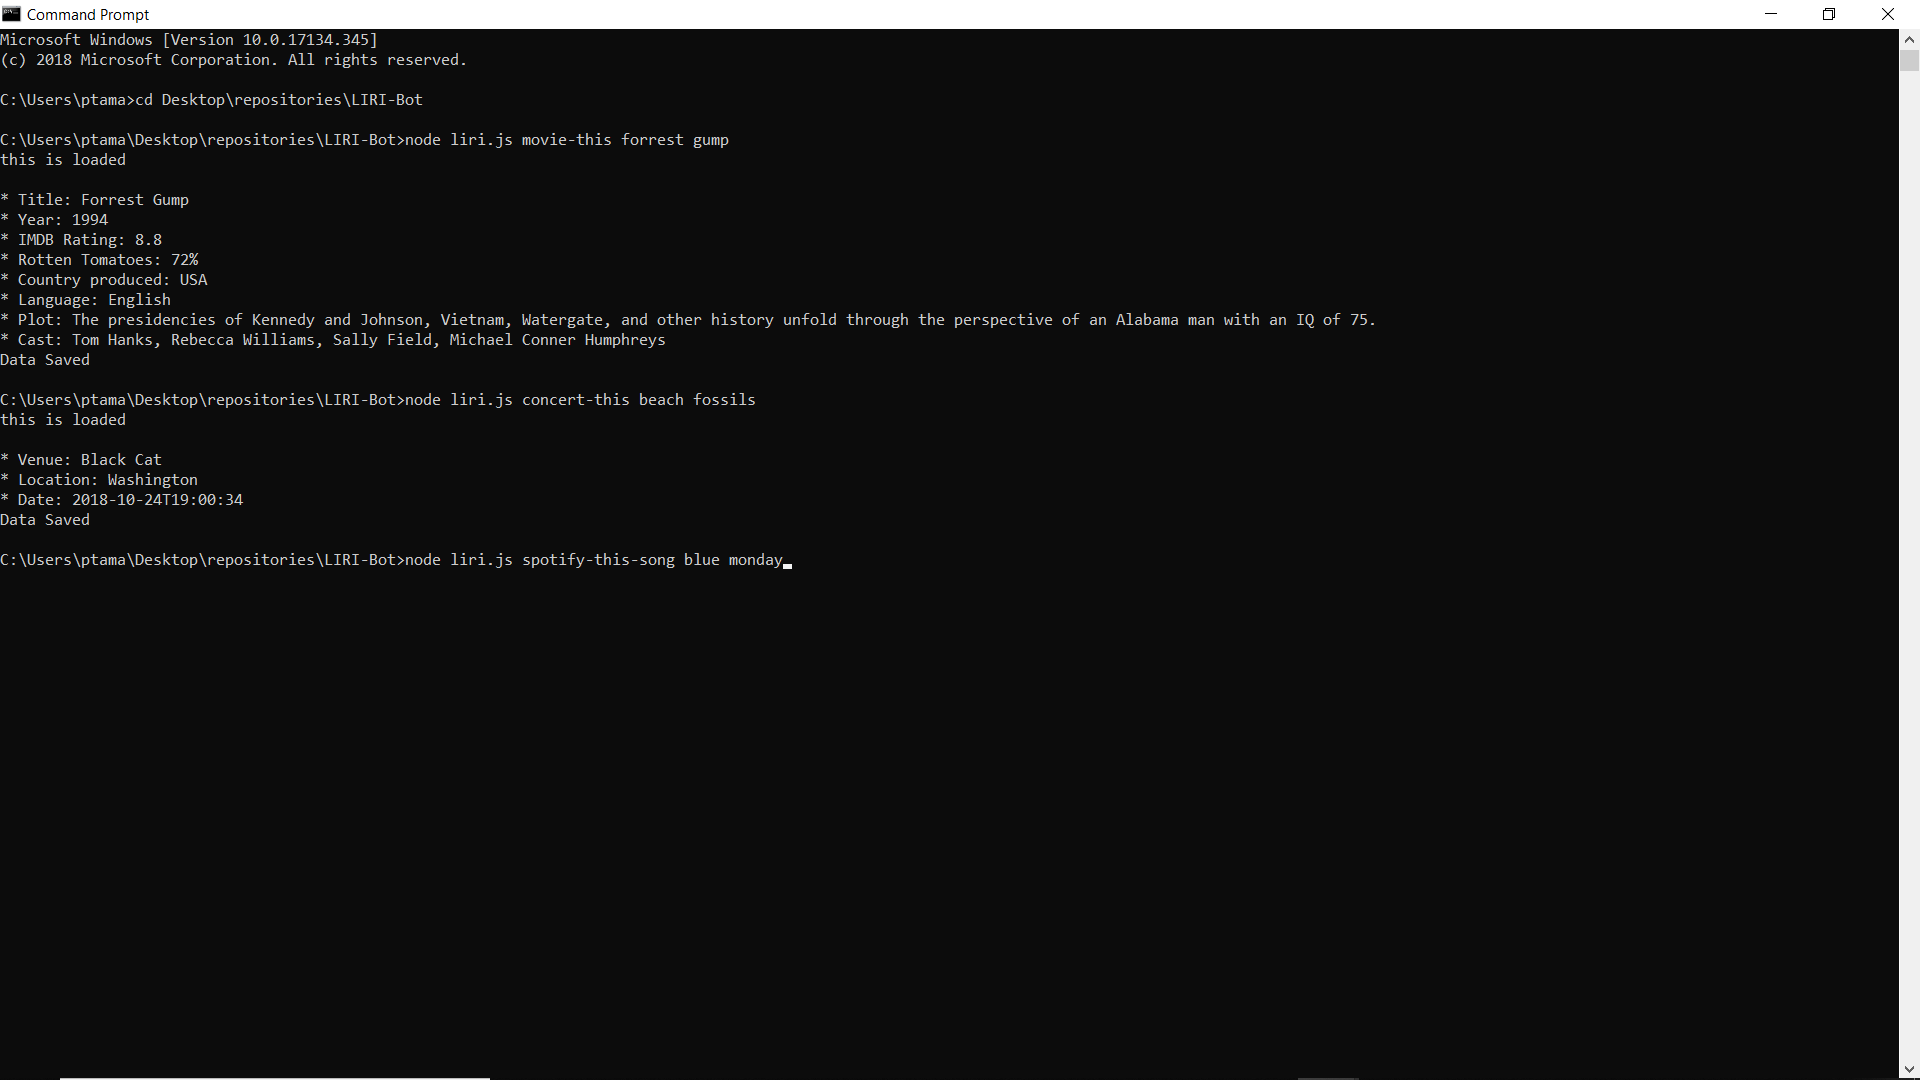 Command Prompt
Microsoft Windows [Version 10.0.17134.345]
(c) 2018 Microsoft Corporation. All rights reserved.
C:\Users\ptama>cd Desktop\repositories\LIRI-Bot
C:\Users\ptama\Desktop\repositories\LIRI-Bot>node liri.js movie-this forrest gump
this is loaded
* Title: Forrest Gump
* Year: 1994
* IMDB Rating: 8.8
* Rotten Tomatoes: 72%
* Country produced: USA
* Language: English
* Plot: The presidencies of Kennedy and Johnson, Vietnam, Watergate, and other history unfold through the perspective of an Alabama man with an IQ of 75.
* Cast: Tom Hanks, Rebecca Williams, Sally Field, Michael Conner Humphreys
Data Saved
C:\Users\ptama\Desktop\repositories\LIRI-Bot>node liri.js concert-this beach fossils
this is loaded
* Venue: Black Cat
* Location: Washington
* Date: 2018-10-24T19:00:34
Data Saved
C:\Users\ptama\Desktop\repositories\LIRI-Bot>node liri.js spotify-this-song blue monday